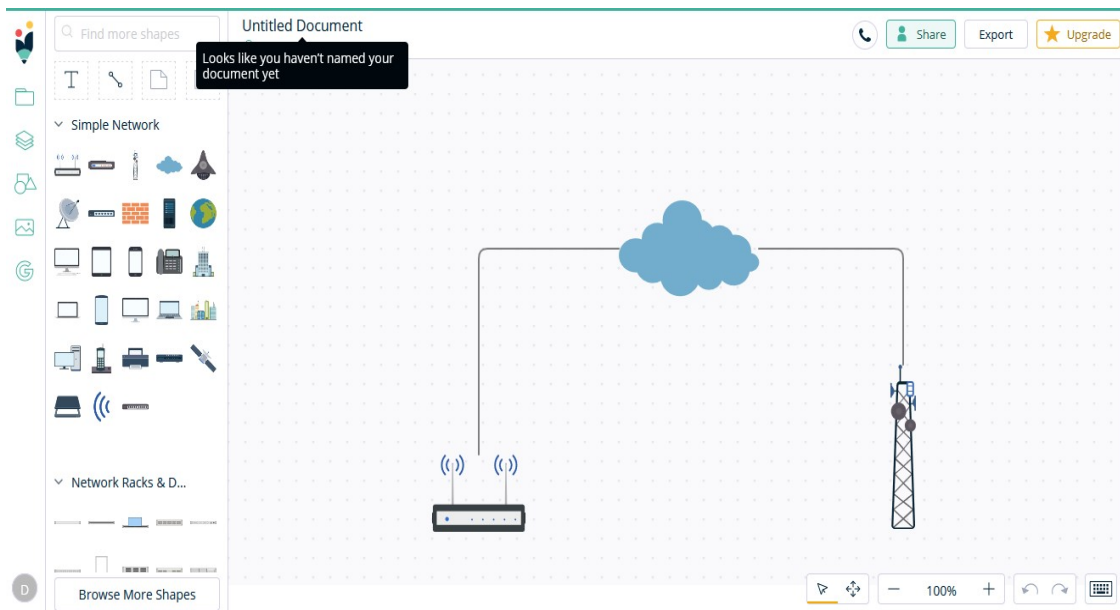 Find more shapes
Untitled Document
Looks like you haven't named your
document yet
Share
Export
Upgrade
T
Simple Network
Network Racks & D...
Browse More Shapes
D
100%